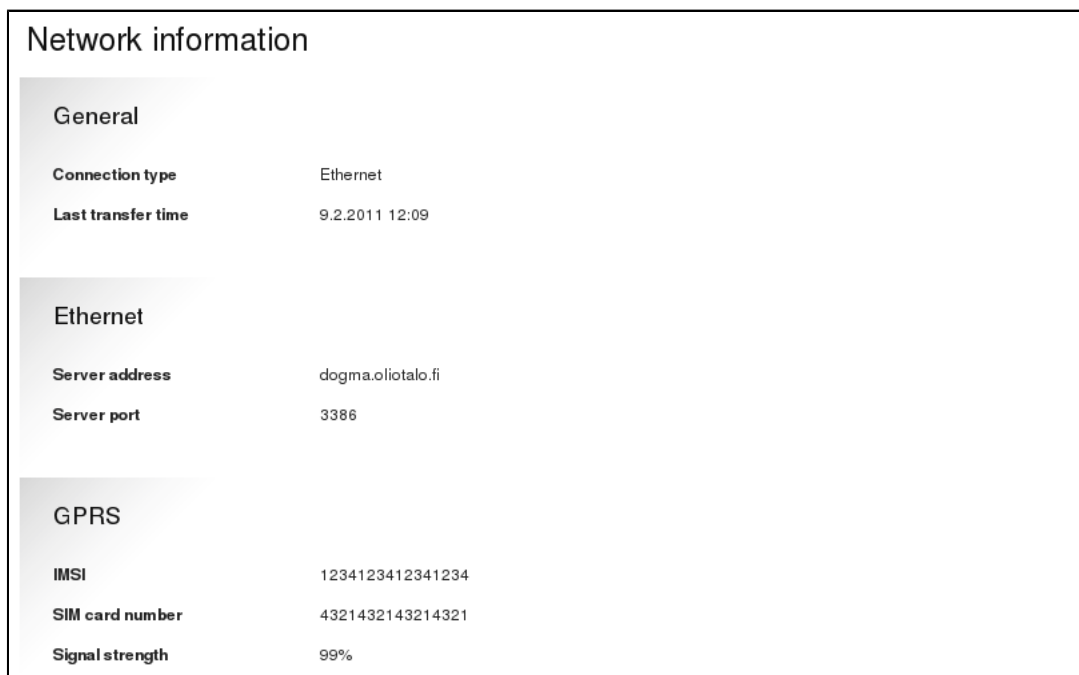 Network information
General
Connection type Ethernet
Last transfer time 9.2.2011 12:09
Ethernet
Server address dogma.oliotalo.fi
Server port 3386
GPRS
IMSI 1234123412341234
SIM card number 4321432143214321
Signal strength 99%